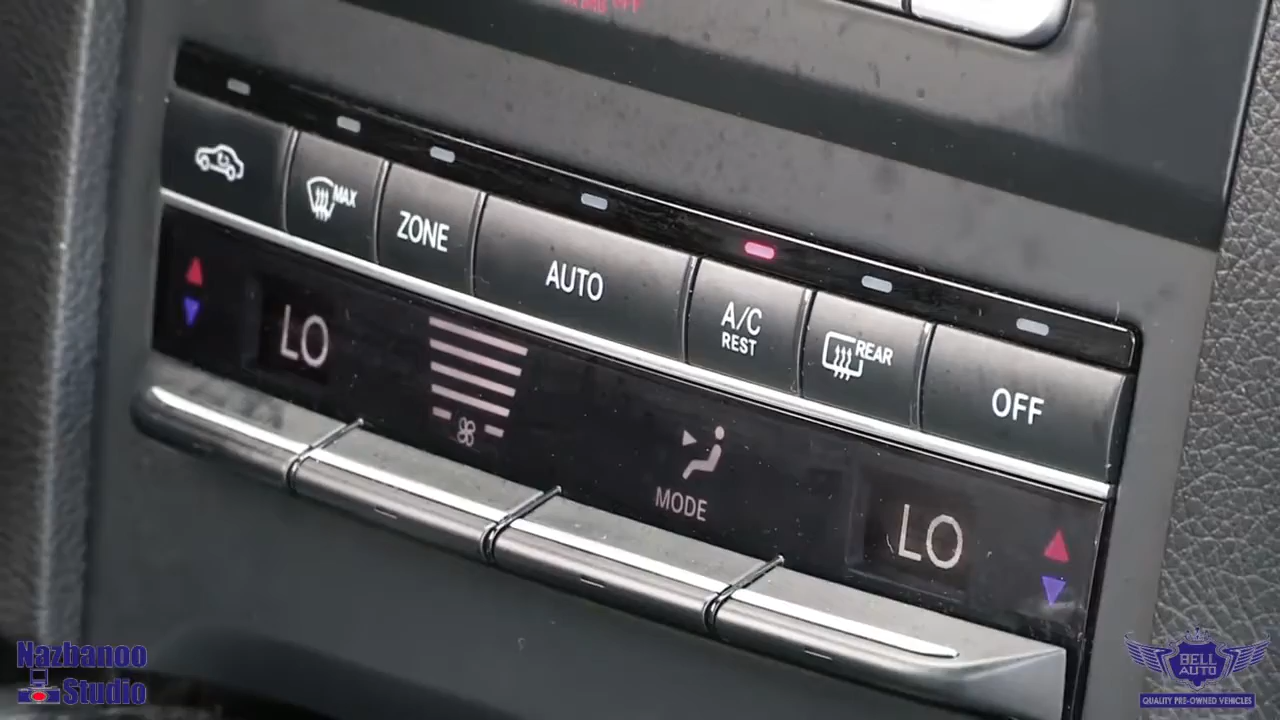 MAX
ZONE
AUTO
A/C
REST
REAR
OFF
LO
MODE
LO
Nazbanoo
Studio
BELL
AUTO
QUALITY PRE-OWNED VEHICLES